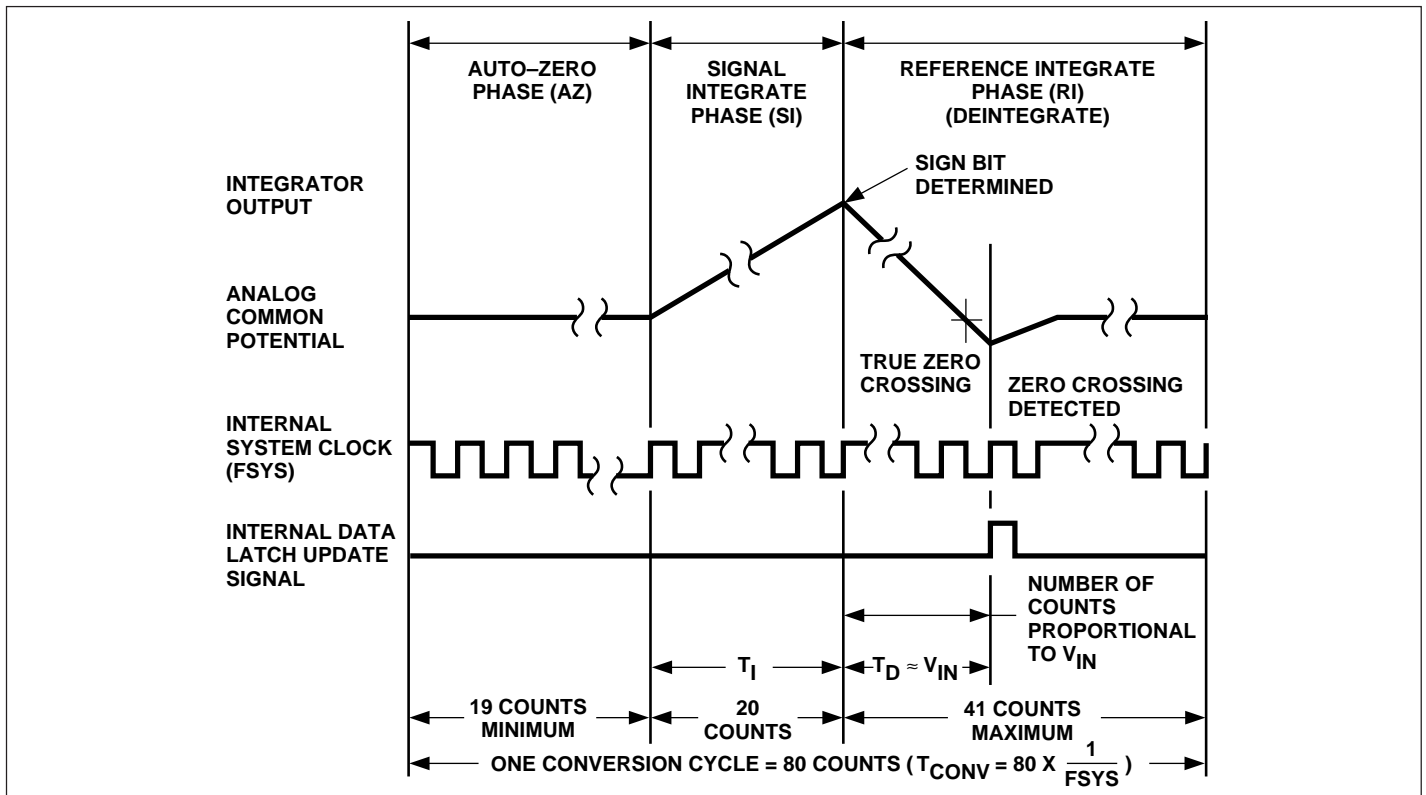 AUTO–ZERO
PHASE (AZ)
SIGNAL
INTEGRATE
PHASE (SI)
REFERENCE INTEGRATE
PHASE (RI)
(DEINTEGRATE)
SIGN BIT
DETERMINED
INTEGRATOR
OUTPUT
ANALOG
COMMON
POTENTIAL
TRUE ZERO
CROSSING
ZERO CROSSING
DETECTED
INTERNAL
SYSTEM CLOCK
(FSYS)
INTERNAL DATA
LATCH UPDATE
SIGNAL
NUMBER OF
COUNTS
PROPORTIONAL
TO VIN
TI
TD ≈ VIN
19 COUNTS
MINIMUM
20
COUNTS
41 COUNTS
MAXIMUM
ONE CONVERSION CYCLE = 80 COUNTS ( TCONV = 80 X 1/FSYS )